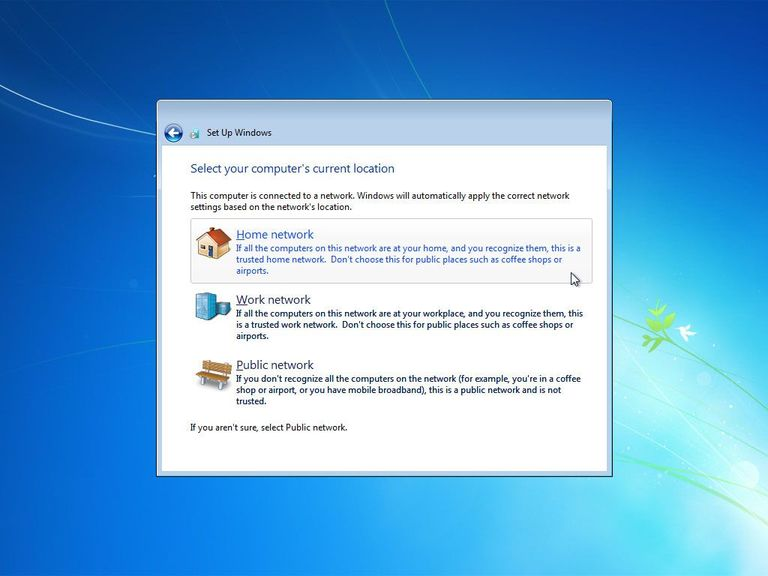 Set Up Windows
Select your computer's current location
This computer is connected to a network. Windows will automatically apply the correct network
settings based on the network's location.
Home network
If all the computers on this network are at your home, and you recognize them, this is a
trusted home network.  Don't choose this for public places such as coffee shops or
airports.
Work network
If all the computers on this network are at your workplace, and you recognize them, this
is a trusted work network.  Don't choose this for public places such as coffee shops or
airports.
Public network
If you don't recognize all the computers on the network (for example, you're in a coffee
shop or airport, or you have mobile broadband), this is a public network and is not
trusted.
If you aren't sure, select Public network.